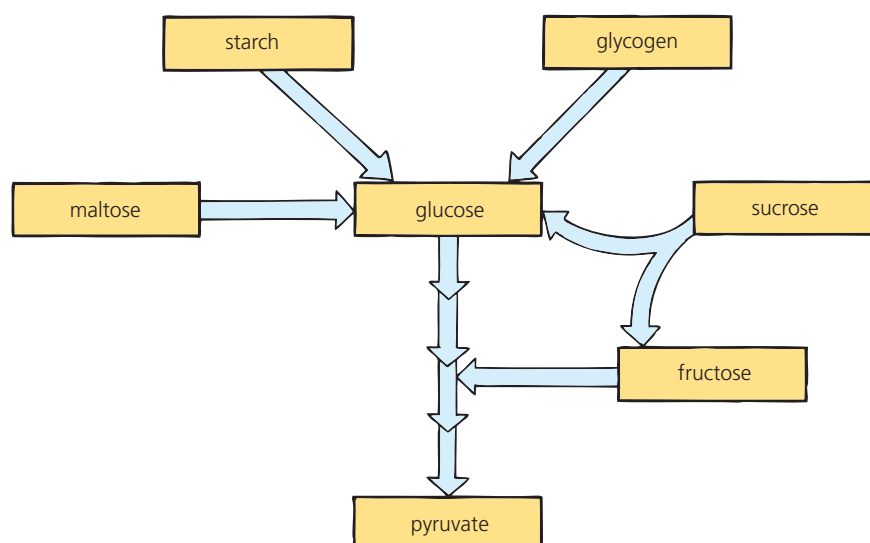 starch
glycogen
maltose
glucose
sucrose
fructose
pyruvate